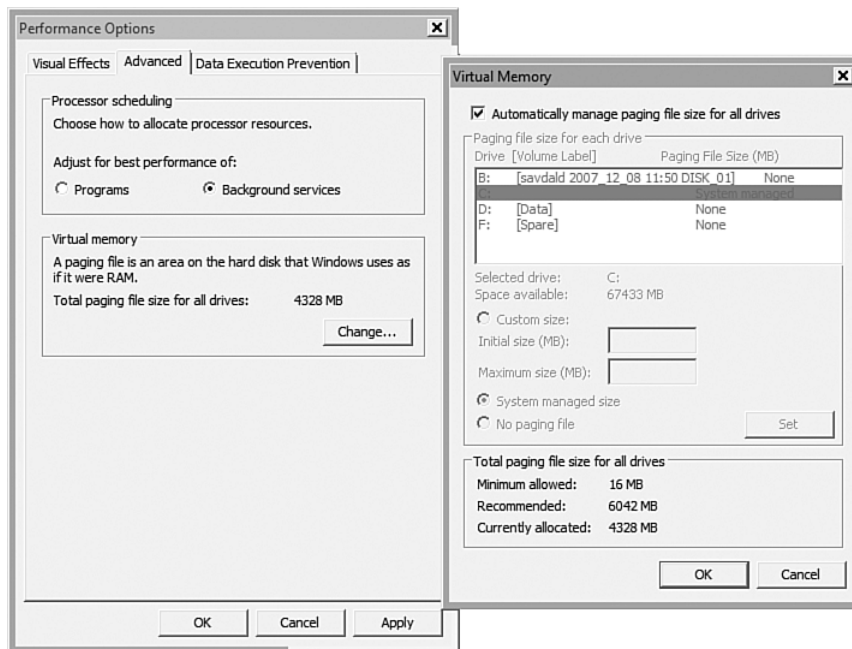 Performance Options
Visual Effects Advanced Data Execution Prevention
Processor scheduling
Choose how to allocate processor resources.
Adjust for best performance of:
Programs Background services
Virtual memory
A paging file is an area on the hard disk that Windows uses as
if it were RAM.
Total paging file size for all drives: 4328 MB
Change...
OK Cancel Apply
Virtual Memory
Automatically manage paging file size for all drives
Paging file size for each drive
Drive [Volume Label] Paging File Size (MB)
B: [savdald 2007_12_08 11:50 DISK_01] None
C: System managed
D: [Data] None
F: [Spare] None
Selected drive: C:
Space available: 67433 MB
Custom size:
Initial size (MB):
Maximum size (MB):
System managed size
No paging file Set
Total paging file size for all drives
Minimum allowed: 16 MB
Recommended: 6042 MB
Currently allocated: 4328 MB
OK Cancel